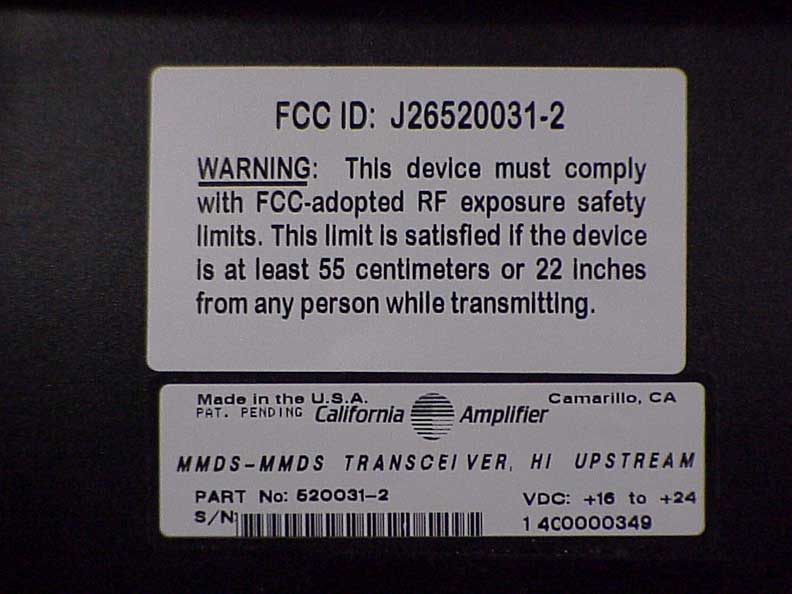 FCC ID: J26520031-2
WARNING: This device must comply
with FCC-adopted RF exposure safety
limits. This limit is satisfied if the device
is at least 55 centimeters or 22 inches
from any person while transmitting.
Made in the U.S.A. Camarillo, CA
PAT. PENDING California Amplifier
MMDS-MMDS TRANSCEIVER, HI UPSTREAM
PART No: 520031-2 VDC: +16 to +24
S/N: 14C0000349